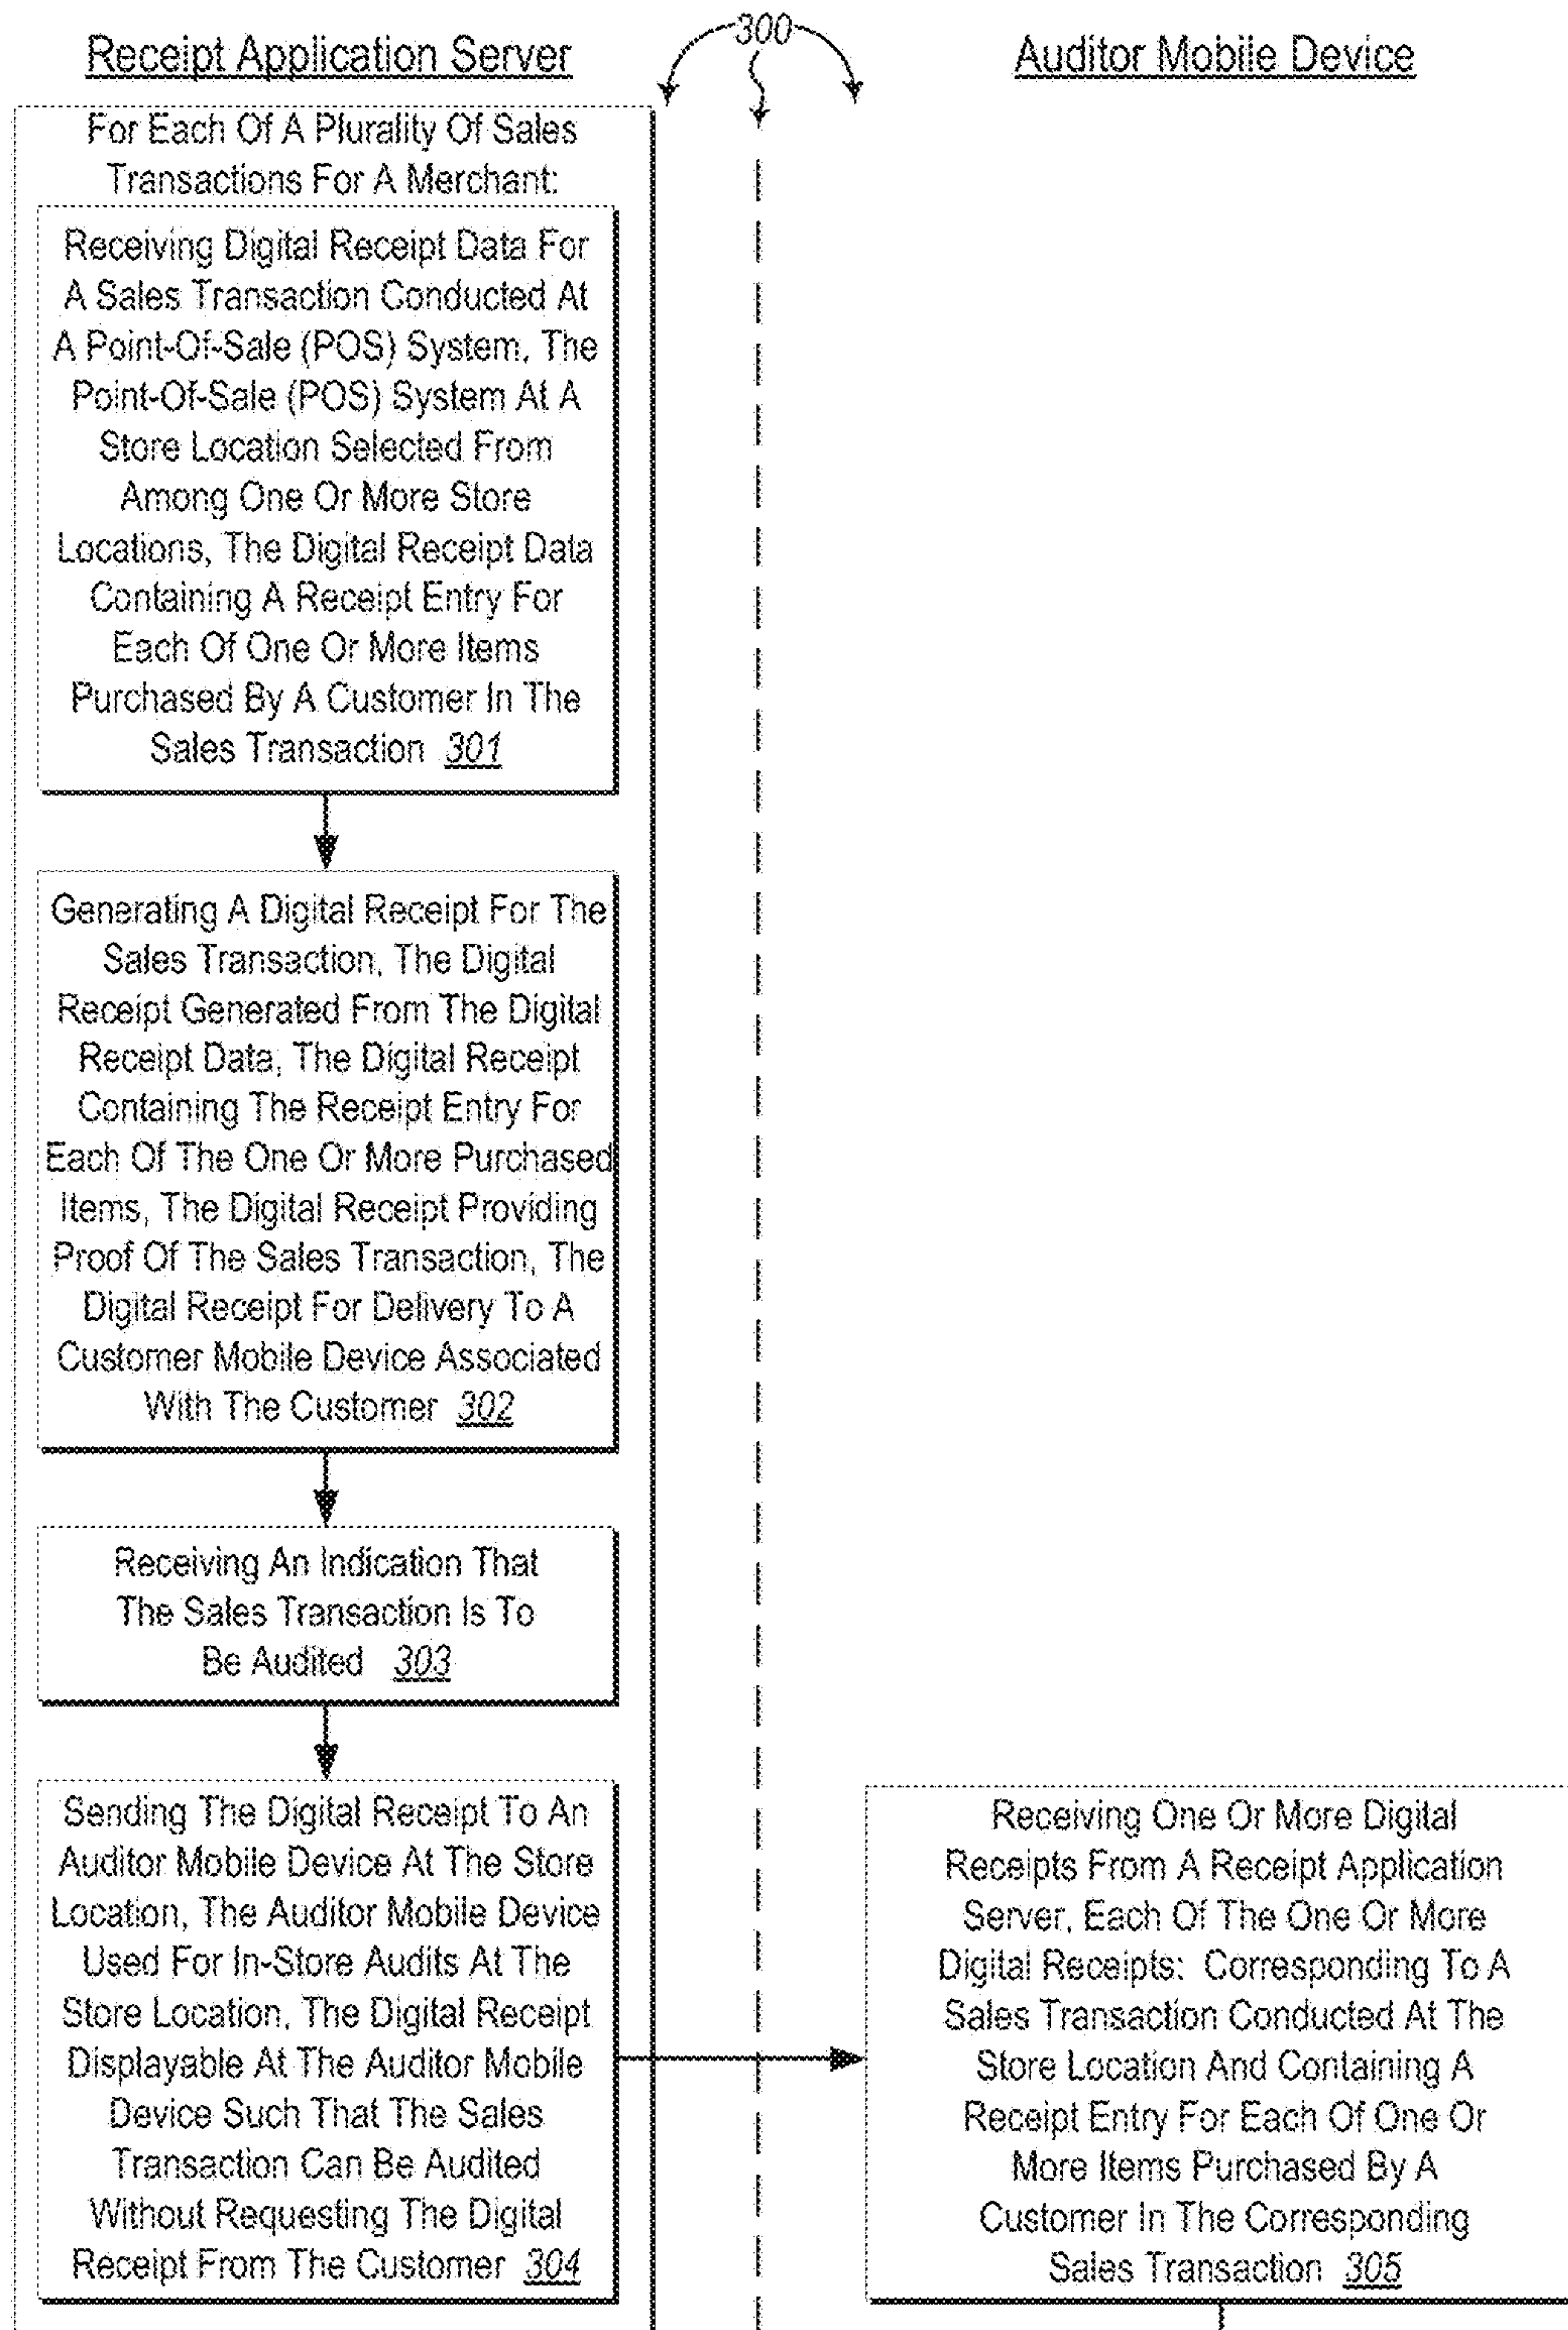 300
Receipt Application Server
Auditor Mobile Device
For Each Of A Plurality Of Sales
Transactions For A Merchant:
Receiving Digital Receipt Data For
A Sales Transaction Conducted At
A Point-Of-Sale (POS) System, The
Point-Of-Sale (POS) System At A
Store Location Selected From
Among One Or More Store
Locations, The Digital Receipt Data
Containing A Receipt Entry For
Each Of One Or More Items
Purchased By A Customer In The
Sales Transaction 301
Generating A Digital Receipt For The
Sales Transaction, The Digital
Receipt Generated From The Digital
Receipt Data, The Digital Receipt
Containing The Receipt Entry For
Each Of The One Or More Purchased
Items, The Digital Receipt Providing
Proof Of The Sales Transaction, The
Digital Receipt For Delivery To A
Customer Mobile Device Associated
With The Customer 302
Receiving An Indication That
The Sales Transaction Is To
Be Audited 303
Sending The Digital Receipt To An
Auditor Mobile Device At The Store
Location, The Auditor Mobile Device
Used For In-Store Audits At The
Store Location, The Digital Receipt
Displayable At The Auditor Mobile
Device Such That The Sales
Transaction Can Be Audited
Without Requesting The Digital
Receipt From The Customer 304
Receiving One Or More Digital
Receipts From A Receipt Application
Server, Each Of The One Or More
Digital Receipts: Corresponding To A
Sales Transaction Conducted At The
Store Location And Containing A
Receipt Entry For Each Of One Or
More Items Purchased By A
Customer In The Corresponding
Sales Transaction 305